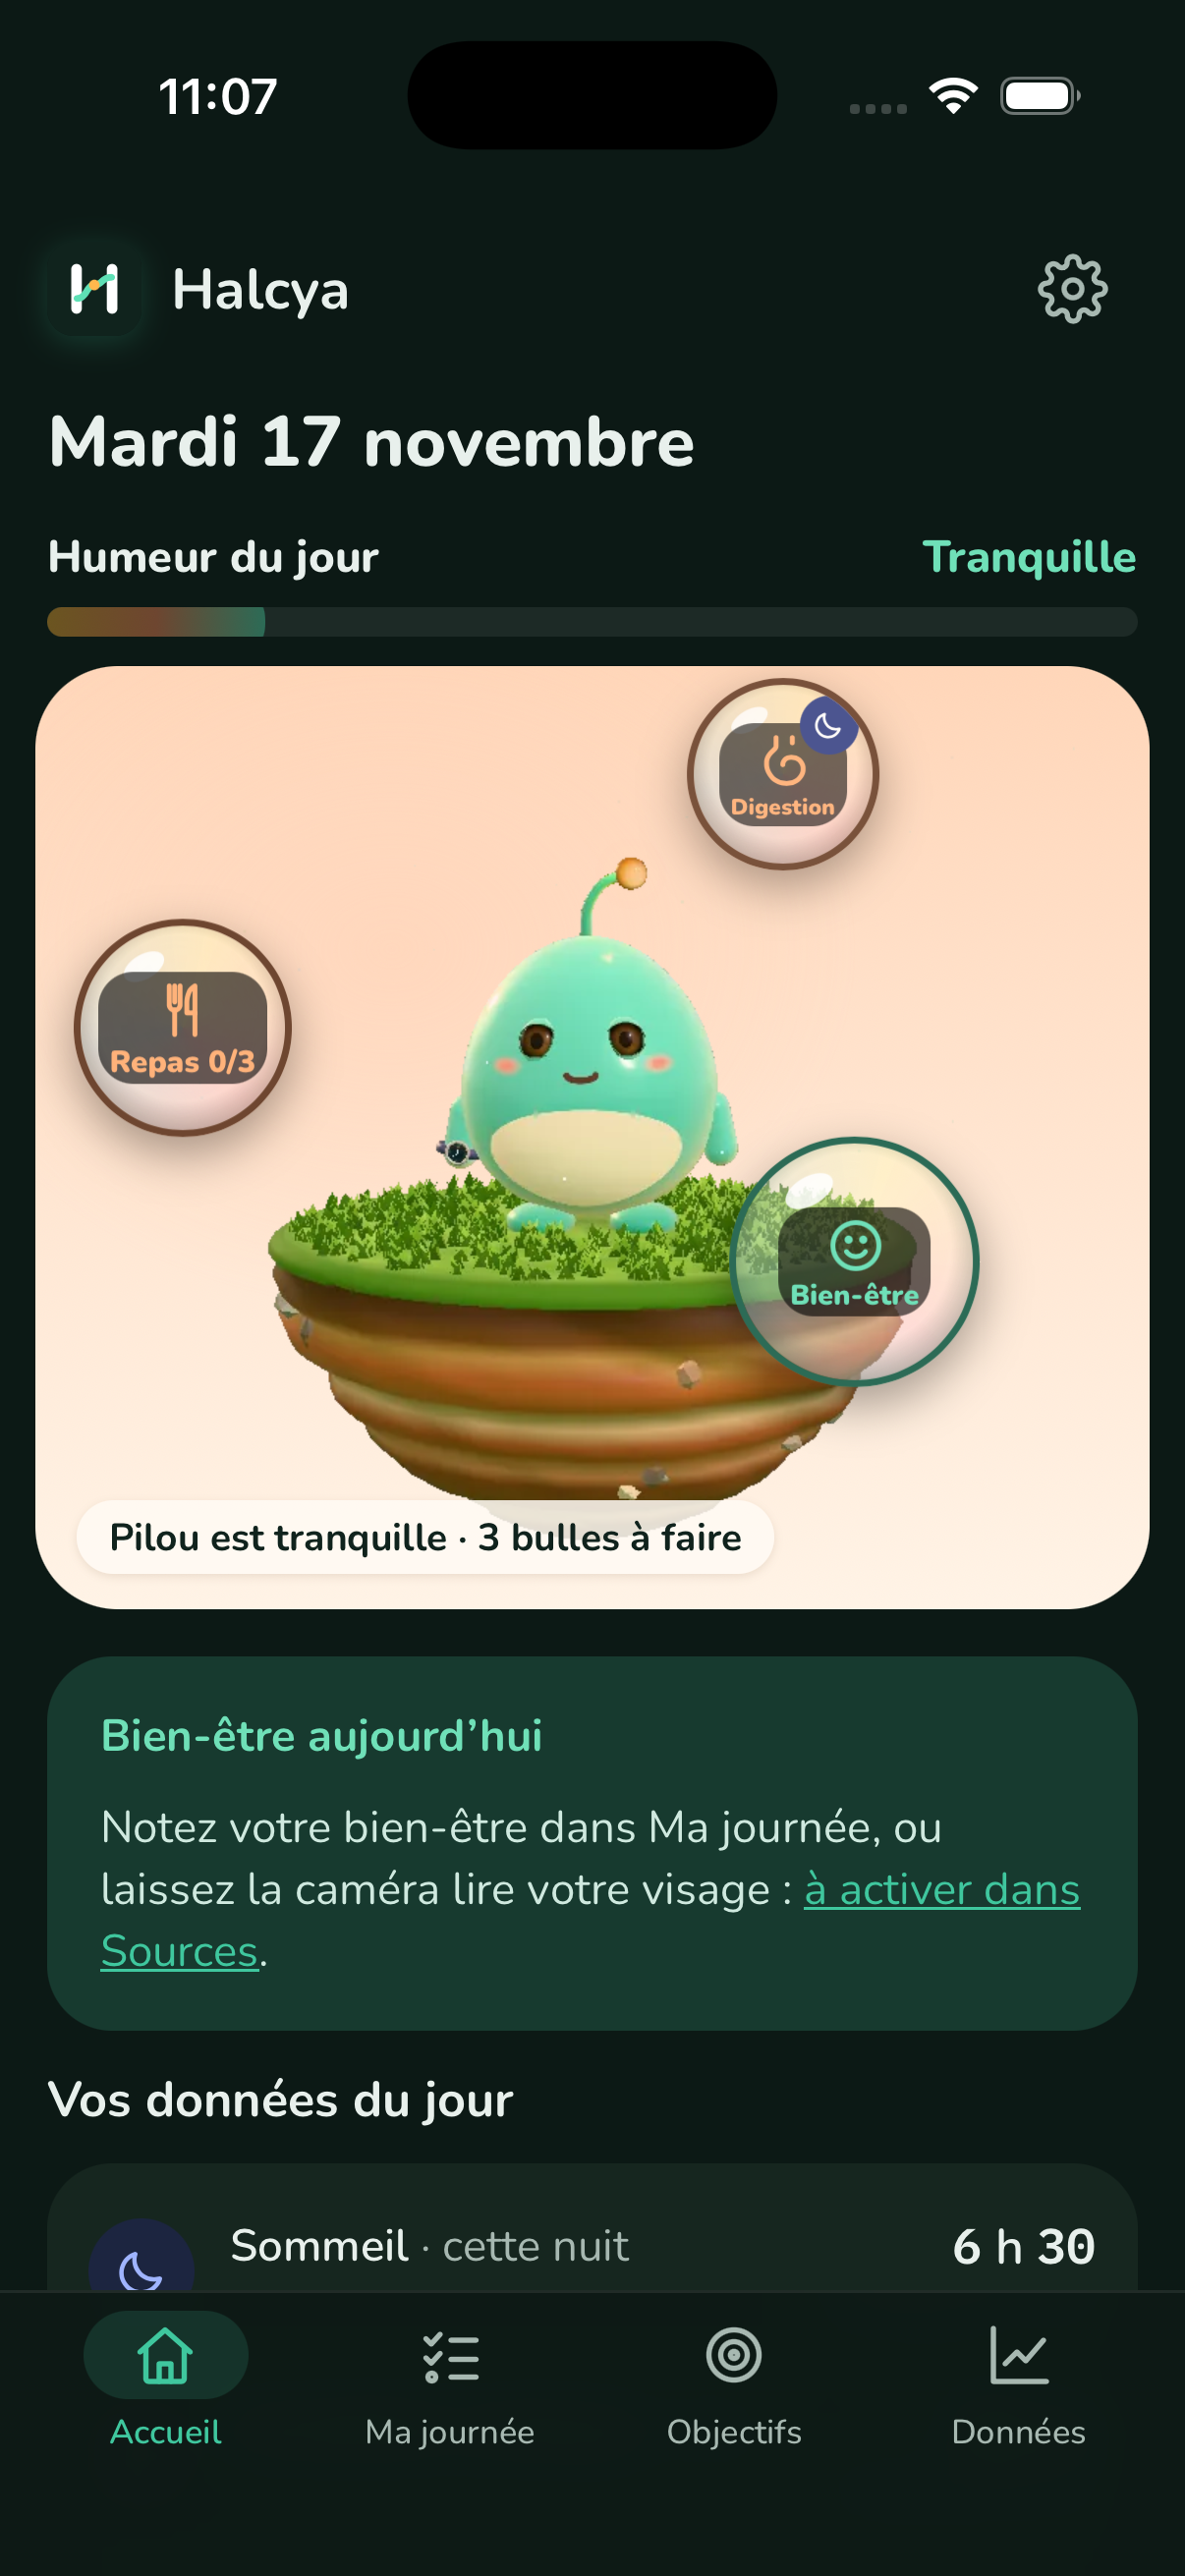 11:07
Halcya
Mardi 17 novembre
Humeur du jour
Tranquille
Digestion
Repas 0/3
Bien-être
Pilou est tranquille · 3 bulles à faire
Bien-être aujourd’hui
Notez votre bien-être dans Ma journée, ou
laissez la caméra lire votre visage : à activer dans
Sources.
Vos données du jour
Sommeil · cette nuit
6 h 30
Accueil
Ma journée
Objectifs
Données